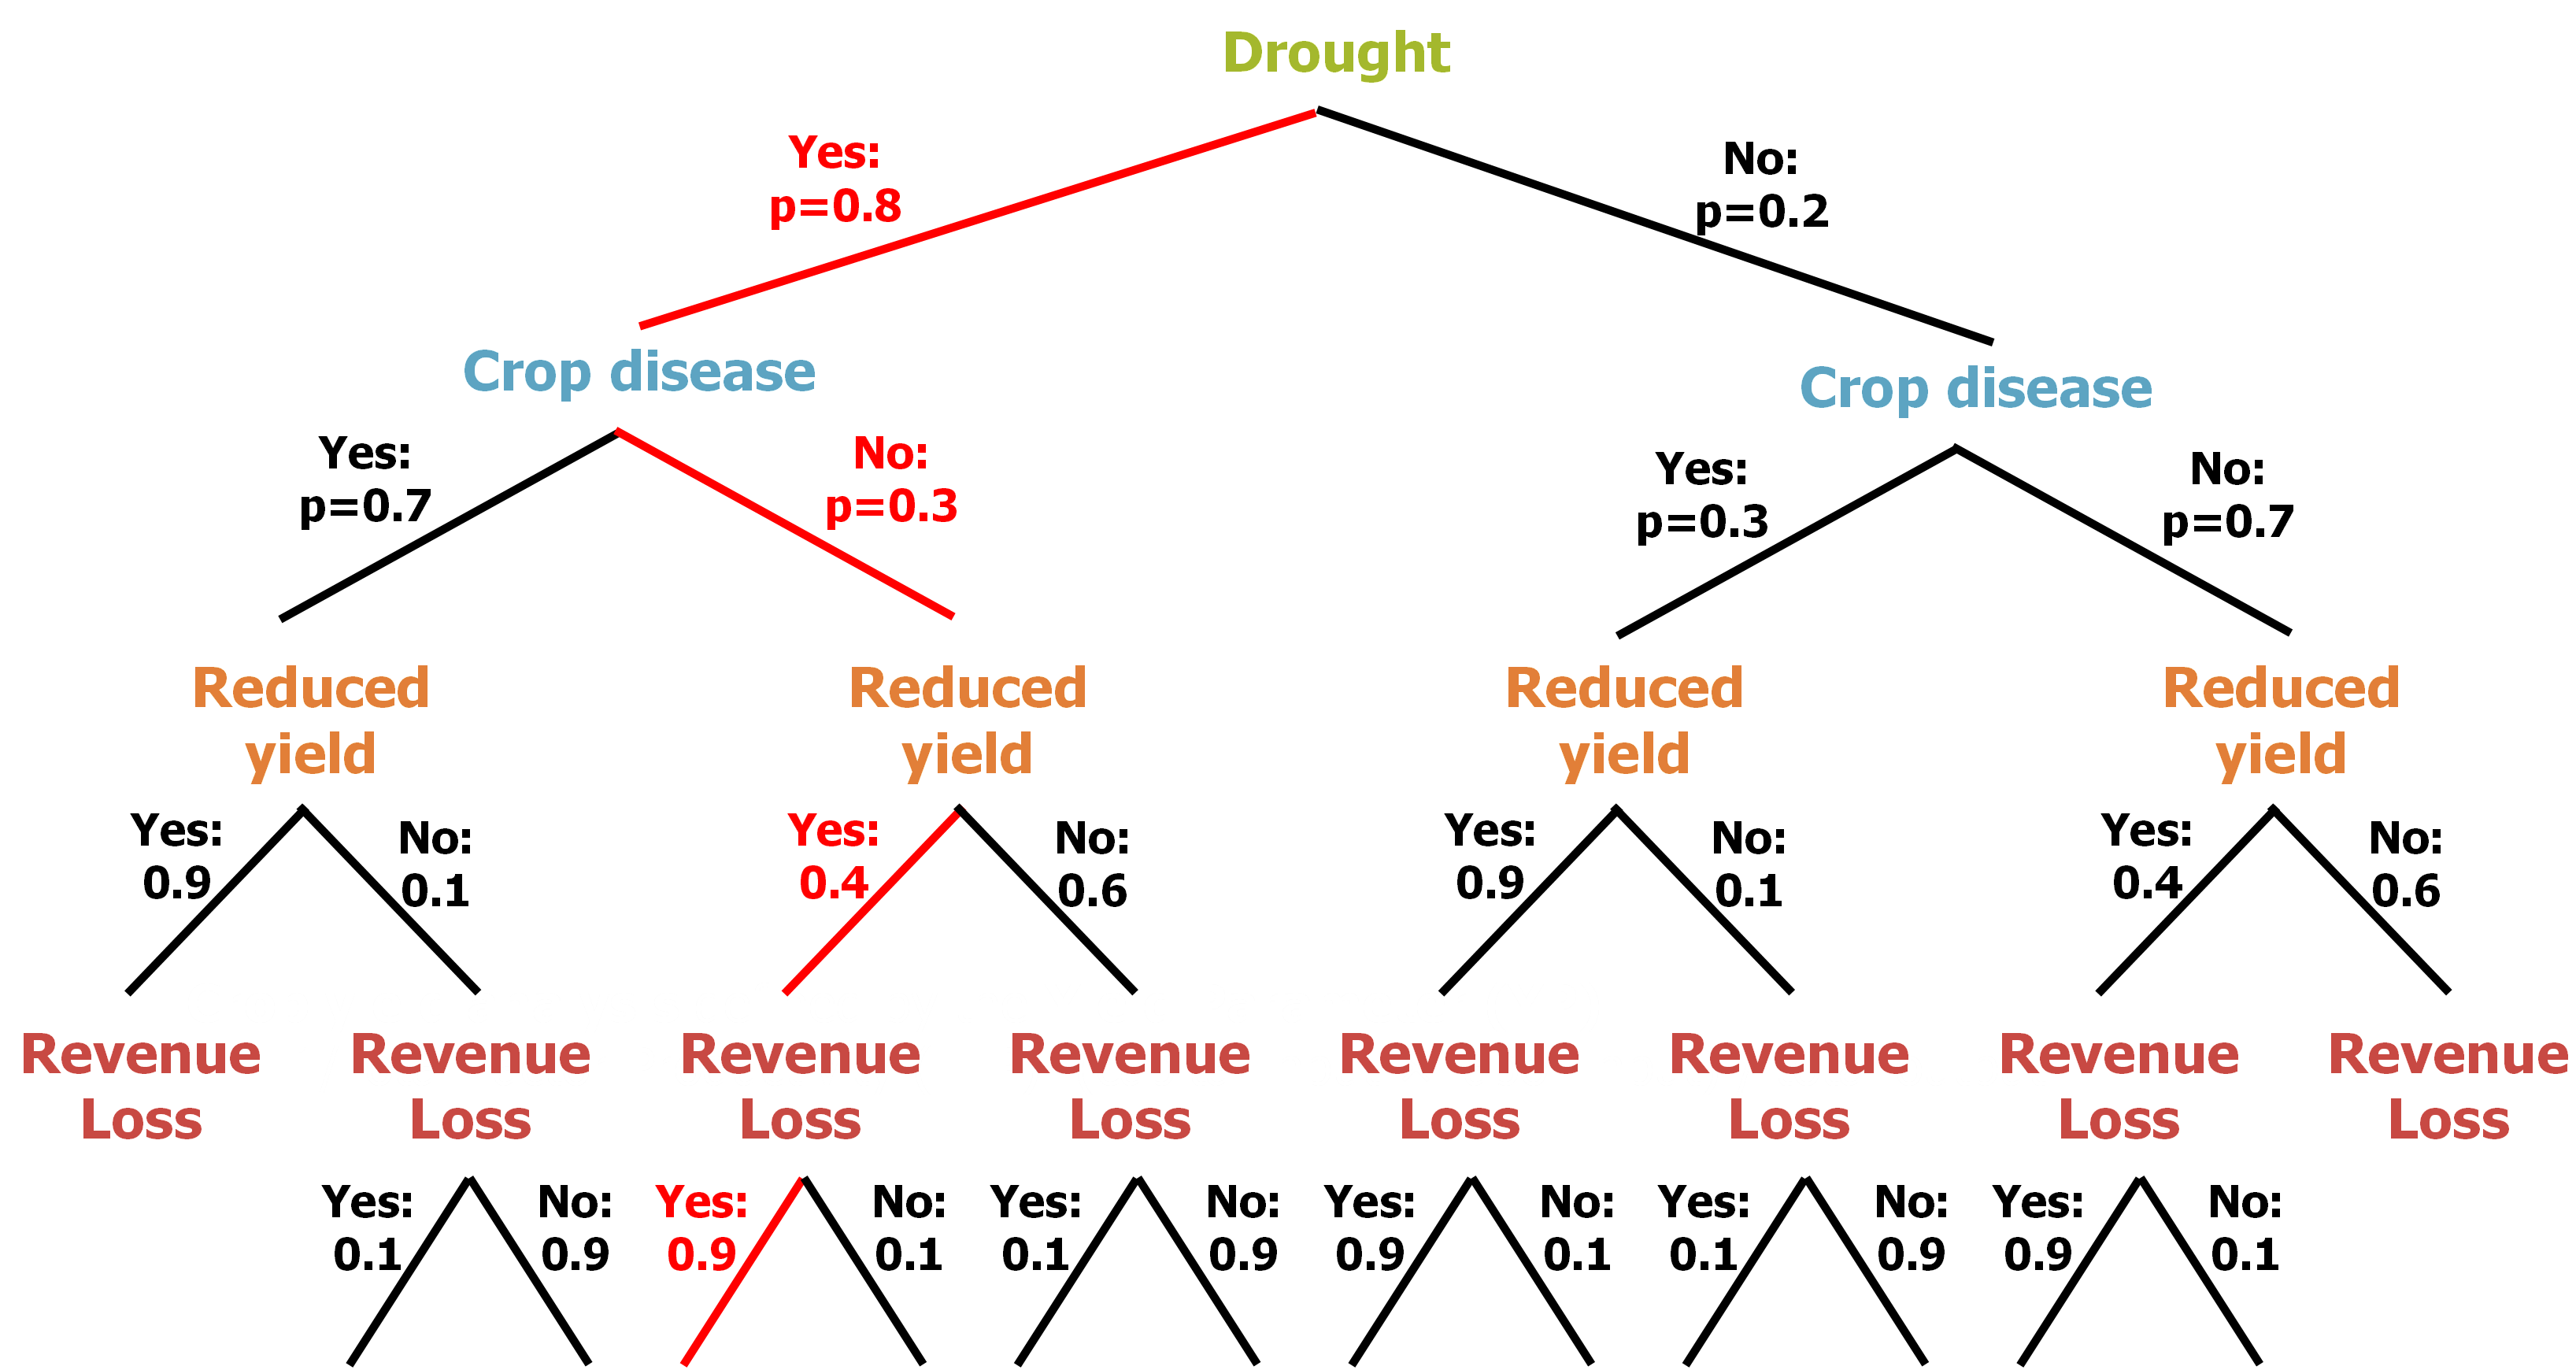 Drought
Yes:
p=0.8
No:
p=0.2
Crop disease
Crop disease
Yes:
p=0.7
No:
p=0.3
Yes:
p=0.3
No:
p=0.7
Reduced
yield
Reduced
yield
Reduced
yield
Reduced
yield
Yes:
0.9
No:
0.1
Yes:
0.4
No:
0.6
Yes:
0.9
No:
0.1
Yes:
0.4
No:
0.6
Revenue
Loss
Revenue
Loss
Revenue
Loss
Revenue
Loss
Revenue
Loss
Revenue
Loss
Revenue
Loss
Revenue
Loss
Yes:
0.1
No:
0.9
Yes:
0.9
No:
0.1
Yes:
0.1
No:
0.9
Yes:
0.9
No:
0.1
Yes:
0.1
No:
0.9
Yes:
0.9
No:
0.1